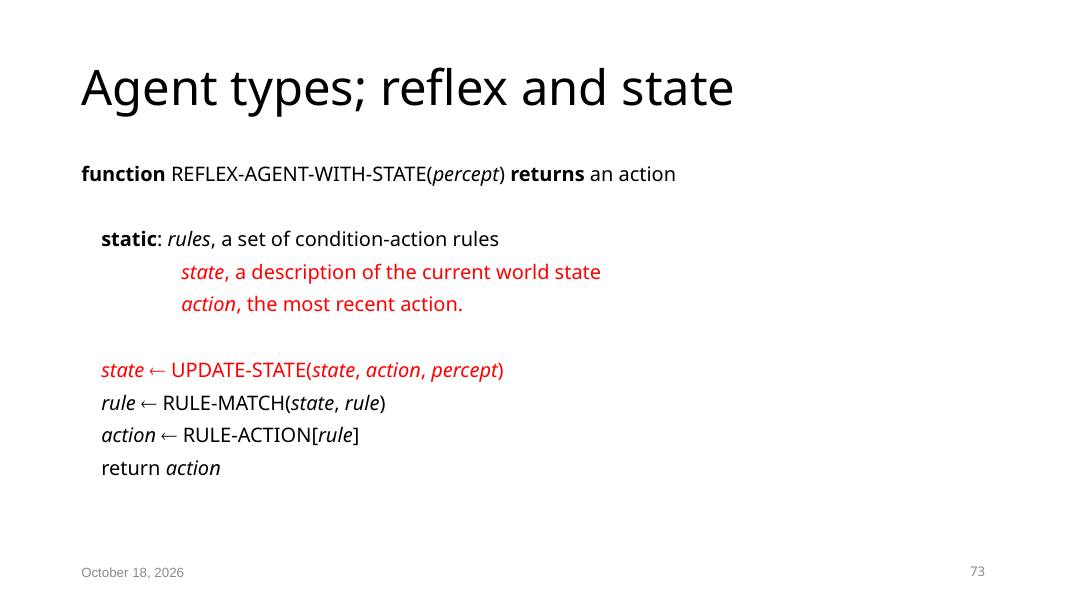 Agent types; reflex and state
function REFLEX-AGENT-WITH-STATE(percept) returns an action
static: rules, a set of condition-action rules
state, a description of the current world state
action, the most recent action.
state ← UPDATE-STATE(state, action, percept)
rule ← RULE-MATCH(state, rule)
action ← RULE-ACTION[rule]
return action
October 18, 2026
73